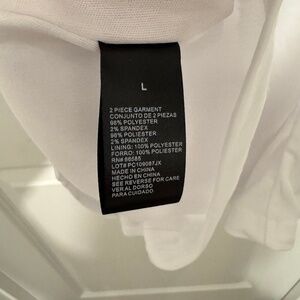 L
2 PIECE GARMENT
CONJUNTO DE 2 PIEZAS
98% POLYESTER
2% SPANDEX
98% POLIESTER
2% SPANDEX
LINING: 100% POLYESTER
FORRO: 100% POLIESTER
RN# 66585
LOT# PC109087JX
MADE IN CHINA
HECHO EN CHINA
SEE REVERSE FOR CARE
VER AL DORSO
PARA CUIDADO